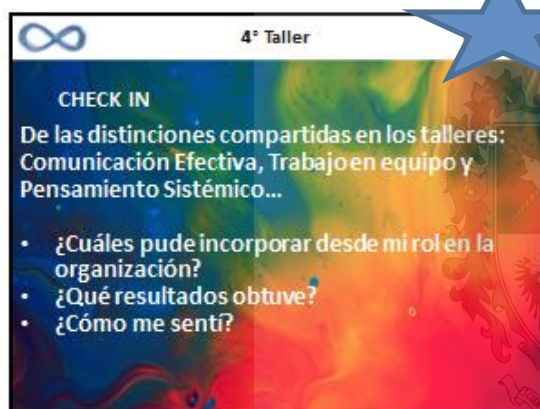 4° Taller
CHECK IN
De las distinciones compartidas en los talleres:
Comunicación Efectiva, Trabajo en equipo y
Pensamiento Sistémico...
• ¿Cuáles pude incorporar desde mi rol en la
organización?
• ¿Qué resultados obtuve?
• ¿Cómo me sentí?